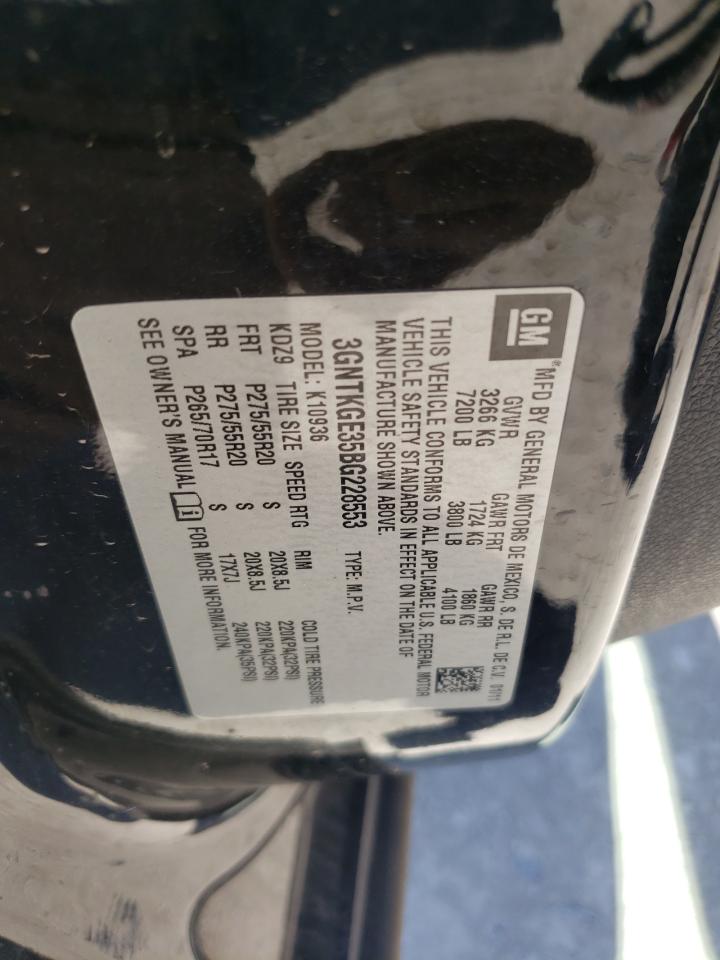 GM
®MFD BY GENERAL MOTORS DE MEXICO, S. DE R.L. DE C.V. 01/11
GVWR GAWR FRT GAWR RR
3266 KG 1724 KG 1860 KG
7200 LB 3800 LB 4100 LB
THIS VEHICLE CONFORMS TO ALL APPLICABLE U.S. FEDERAL MOTOR
VEHICLE SAFETY STANDARDS IN EFFECT ON THE DATE OF
MANUFACTURE SHOWN ABOVE.
3GNTKGE35BG228553 TYPE: M.P.V.
MODEL: K10936
KDZ9 TIRE SIZE SPEED RTG RIM COLD TIRE PRESSURE
FRT P275/55R20 S 20X8.5J 220KPA(32PSI)
RR P275/55R20 S 20X8.5J 220KPA(32PSI)
SPA P265/70R17 S 17X7J 240KPA(35PSI)
SEE OWNER'S MANUAL FOR MORE INFORMATION.